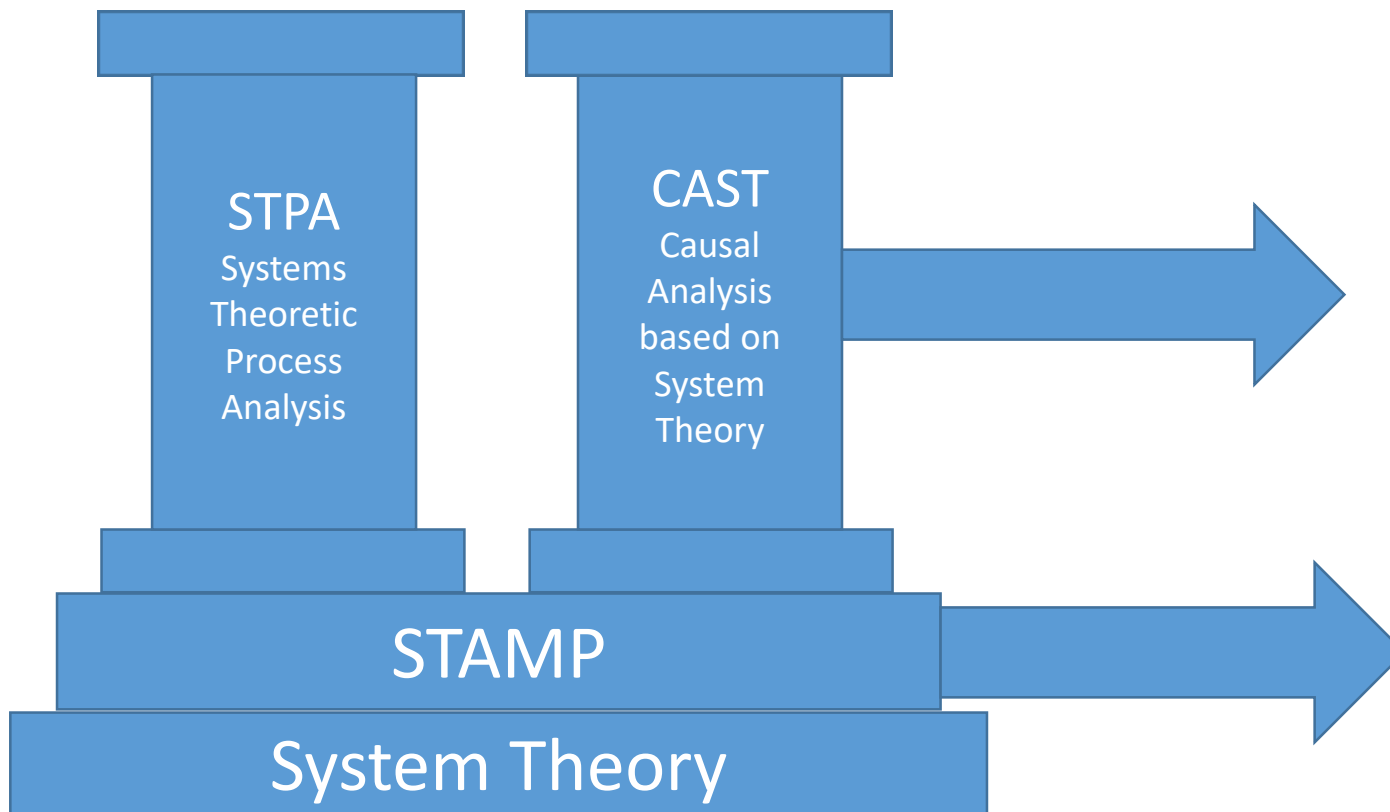 STPA
Systems
Theoretic
Process
Analysis
CAST
Causal
Analysis
based on
System
Theory
STAMP
System Theory